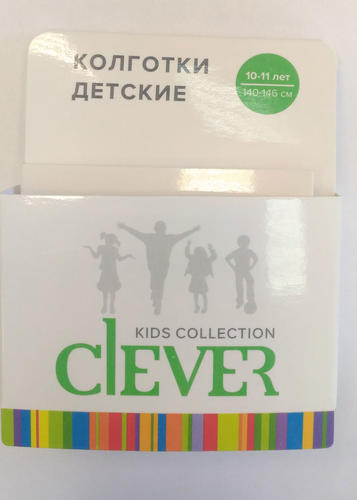 КОЛГОТКИ
ДЕТСКИЕ
10-11 лет
140-146 см
KIDS COLLECTION
ClEVER